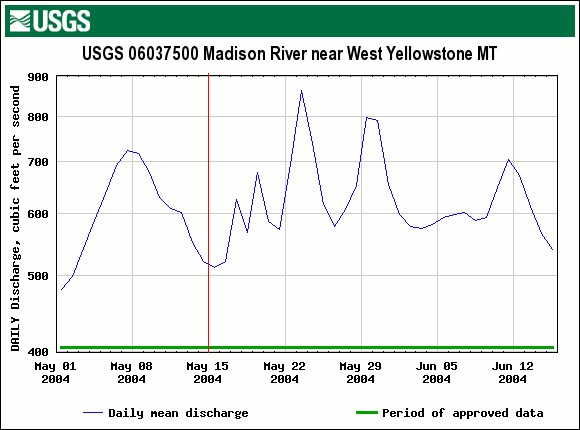 USGS
USGS 06037500 Madison River near West Yellowstone MT
DAILY Discharge, cubic feet per second
900
800
700
600
500
400
May 01 2004
May 08 2004
May 15 2004
May 22 2004
May 29 2004
Jun 05 2004
Jun 12 2004
Daily mean discharge
Period of approved data